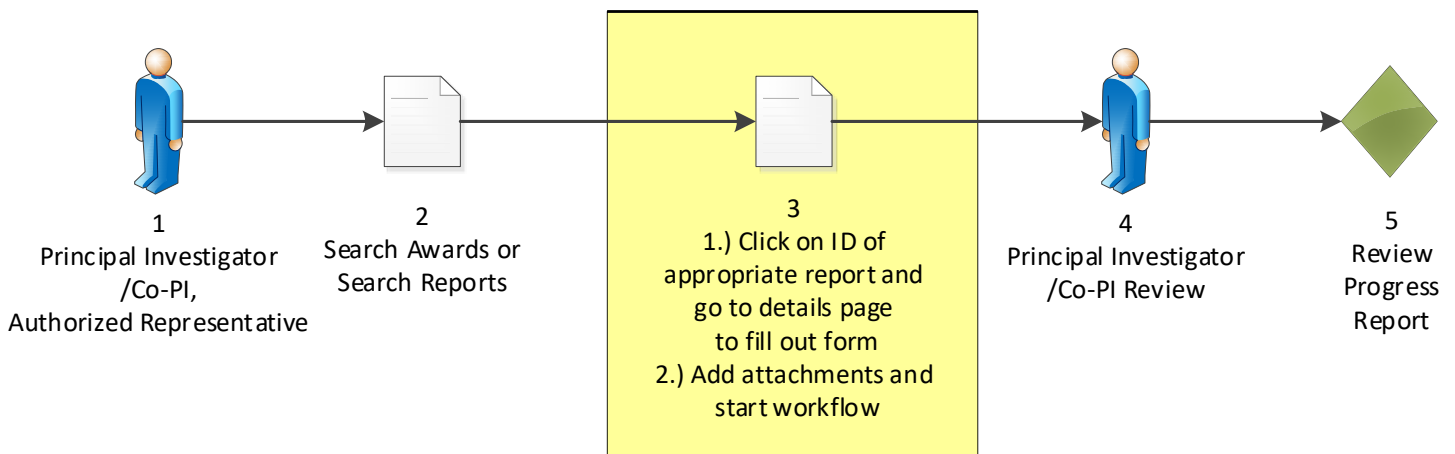 1
Principal Investigator
/Co-PI,
Authorized Representative
2
Search Awards or
Search Reports
3
1.) Click on ID of
appropriate report and
go to details page
to fill out form
2.) Add attachments and
start workflow
4
Principal Investigator
/Co-PI Review
5
Review
Progress
Report